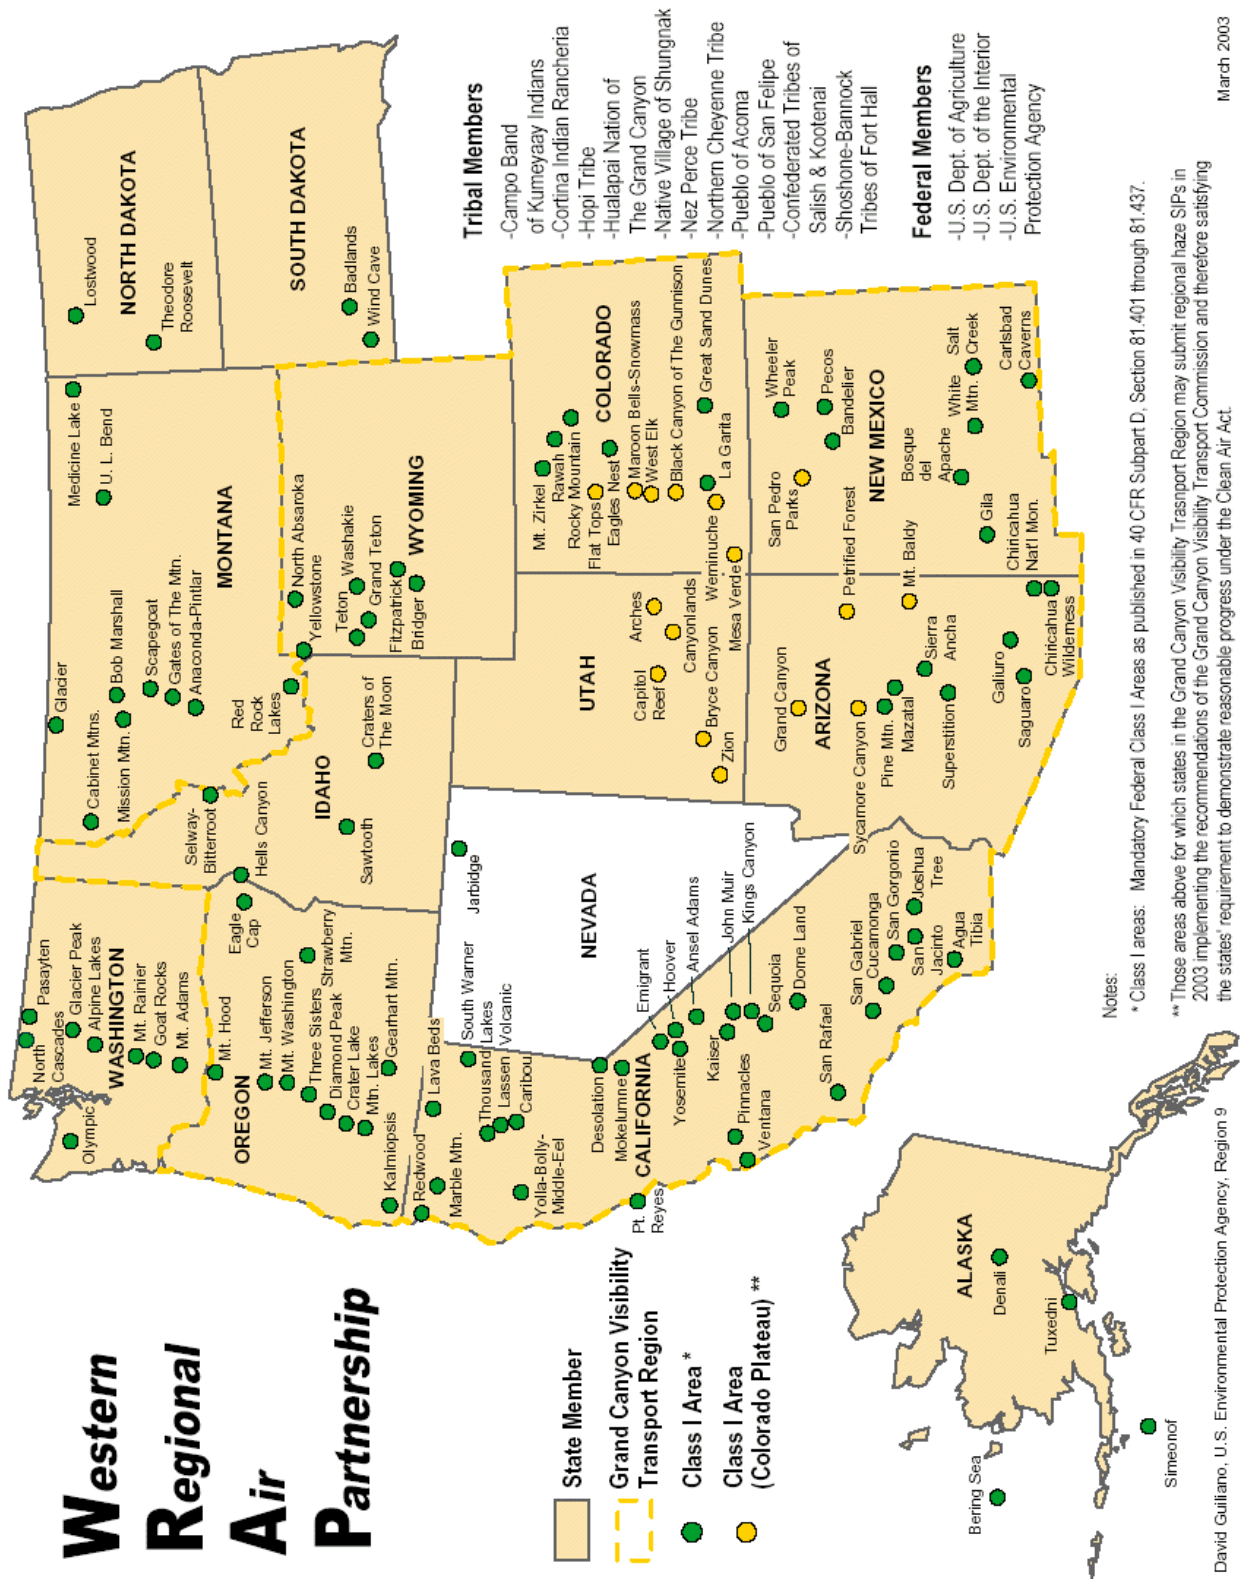 Western
Regional
Air
Partnership
State Member
Grand Canyon Visibility
Transport Region
Class I Area*
Class I Area
(Colorado Plateau) **
WASHINGTON
Olympic
North
Cascades
Pasayten
Glacier Peak
Alpine Lakes
Mt. Rainier
Goat Rocks
Mt. Adams
OREGON
Mt. Hood
Mt. Jefferson
Mt. Washington
Three Sisters
Diamond Peak
Crater Lake
Mtn. Lakes
Gearhart Mtn.
Kalmiopsis
Strawberry
Mtn.
Eagle
Cap
Hells Canyon
IDAHO
Selway-
Bitterroot
Sawtooth
Craters of
The Moon
MONTANA
Glacier
Cabinet Mtns.
Mission Mtn.
Bob Marshall
Scapegoat
Gates of The Mtn.
Anaconda-Pintlar
Red
Rock
Lakes
Medicine Lake
U. L. Bend
NORTH DAKOTA
Lostwood
Theodore
Roosevelt
SOUTH DAKOTA
Badlands
Wind Cave
WYOMING
North Absaroka
Yellowstone
Washakie
Teton
Grand Teton
Fitzpatrick
Bridger
NEVADA
Jarbidge
CALIFORNIA
Redwood
Marble Mtn.
Lava Beds
South Warner
Thousand
Lakes
Lassen
Volcanic
Caribou
Yolla-Bolly-
Middle-Eel
Desolation
Mokelumne
Pt.
Reyes
Emigrant
Hoover
Yosemite
Ansel Adams
Kaiser
John Muir
Kings Canyon
Sequoia
Dome Land
Pinnacles
Ventana
San Rafael
San Gabriel
Cucamonga
San Gorgonio
San
Jacinto
Joshua
Tree
Agua
Tibia
UTAH
Arches
Canyonlands
Capitol
Reef
Bryce Canyon
Zion
COLORADO
Mt. Zirkel
Rawah
Rocky Mountain
Flat Tops
Eagles Nest
Maroon Bells-Snowmass
West Elk
Black Canyon of The Gunnison
Great Sand Dunes
La Garita
Weminuche
Mesa Verde
ARIZONA
Grand Canyon
Petrified Forest
Sycamore Canyon
Mt. Baldy
Pine Mtn.
Mazatal
Sierra
Ancha
Superstition
Galiuro
Saguaro
Chiricahua
Nat'l Mon.
Chiricahua
Wilderness
NEW MEXICO
San Pedro
Parks
Wheeler
Peak
Pecos
Bandelier
Bosque
del
Apache
White
Mtn.
Salt
Creek
Gila
Carlsbad
Caverns
ALASKA
Denali
Tuxedni
Bering Sea
Simeonof
Tribal Members
-Campo Band
of Kumeyaay Indians
-Cortina Indian Rancheria
-Hopi Tribe
-Hualapai Nation of
The Grand Canyon
-Native Village of Shungnak
-Nez Perce Tribe
-Northern Cheyenne Tribe
-Pueblo of Acoma
-Pueblo of San Felipe
-Confederated Tribes of
Salish & Kootenai
-Shoshone-Bannock
Tribes of Fort Hall
Federal Members
-U.S. Dept. of Agriculture
-U.S. Dept. of the Interior
-U.S. Environmental
Protection Agency
Notes:
* Class I areas: Mandatory Federal Class I Areas as published in 40 CFR Subpart D, Section 81.401 through 81.437.
**Those areas above for which states in the Grand Canyon Visibility Trasnport Region may submit regional haze SIPs in
2003 implementing the recommendations of the Grand Canyon Visibility Transport Commission and therefore satisfying
the states' requirement to demonstrate reasonable progress under the Clean Air Act.
David Guiliano, U.S. Environmental Protection Agency, Region 9
March 2003